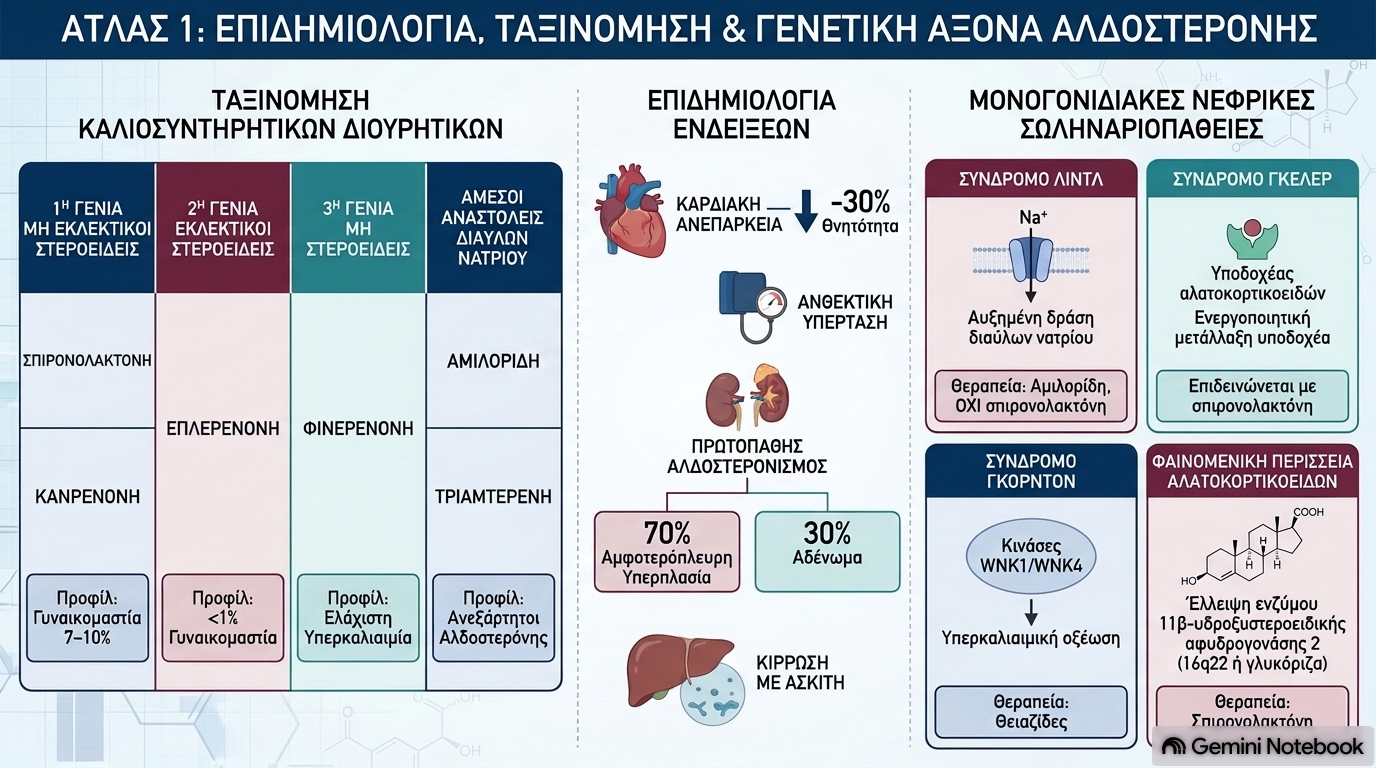 ΑΤΛΑΣ 1: ΕΠΙΔΗΜΙΟΛΟΓΙΑ, ΤΑΞΙΝΟΜΗΣΗ & ΓΕΝΕΤΙΚΗ ΑΞΟΝΑ ΑΛΔΟΣΤΕΡΟΝΗΣ
ΤΑΞΙΝΟΜΗΣΗ
ΚΑΛΙΟΣΥΝΤΗΡΗΤΙΚΩΝ ΔΙΟΥΡΗΤΙΚΩΝ
1Η ΓΕΝΙΑ
ΜΗ ΕΚΛΕΚΤΙΚΟΙ
ΣΤΕΡΟΕΙΔΕΙΣ
2Η ΓΕΝΙΑ
ΕΚΛΕΚΤΙΚΟΙ
ΣΤΕΡΟΕΙΔΕΙΣ
3Η ΓΕΝΙΑ
ΜΗ
ΣΤΕΡΟΕΙΔΕΙΣ
ΑΜΕΣΟΙ
ΑΝΑΣΤΟΛΕΙΣ
ΔΙΑΥΛΩΝ
ΝΑΤΡΙΟΥ
ΣΠΙΡΟΝΟΛΑΚΤΟΝΗ
ΚΑΝΡΕΝΟΝΗ
ΕΠΛΕΡΕΝΟΝΗ
ΦΙΝΕΡΕΝΟΝΗ
ΑΜΙΛΟΡΙΔΗ
ΤΡΙΑΜΤΕΡΕΝΗ
Προφίλ:
Γυναικομαστία
7–10%
Προφίλ:
<1%
Γυναικομαστία
Προφίλ:
Ελάχιστη
Υπερκαλιαιμία
Προφίλ:
Ανεξάρτητοι
Αλδοστερόνης
ΕΠΙΔΗΜΙΟΛΟΓΙΑ
ΕΝΔΕΙΞΕΩΝ
ΚΑΡΔΙΑΚΗ
ΑΝΕΠΑΡΚΕΙΑ
-30%
Θνητότητα
ΑΝΘΕΚΤΙΚΗ
ΥΠΕΡΤΑΣΗ
ΠΡΩΤΟΠΑΘΗΣ
ΑΛΔΟΣΤΕΡΟΝΙΣΜΟΣ
70%
Αμφοτερόπλευρη
Υπερπλασία
30%
Αδένωμα
ΚΙΡΡΩΣΗ
ΜΕ ΑΣΚΙΤΗ
ΜΟΝΟΓΟΝΙΔΙΑΚΕΣ ΝΕΦΡΙΚΕΣ
ΣΩΛΗΝΑΡΙΟΠΑΘΕΙΕΣ
ΣΥΝΔΡΟΜΟ ΛΙΝΤΛ
Na⁺
Αυξημένη δράση
διαύλων νατρίου
Θεραπεία: Αμιλορίδη,
ΟΧΙ σπιρονολακτόνη
ΣΥΝΔΡΟΜΟ ΓΚΕΛΕΡ
Υποδοχέας
αλατοκορτικοειδών
Ενεργοποιητική
μετάλλαξη υποδοχέα
Επιδεινώνεται με
σπιρονολακτόνη
ΣΥΝΔΡΟΜΟ
ΓΚΟΡΝΤΟΝ
Κινάσες
WNK1/WNK4
Υπερκαλιαιμική οξέωση
Θεραπεία:
Θειαζίδες
ΦΑΙΝΟΜΕΝΙΚΗ ΠΕΡΙΣΣΕΙΑ
ΑΛΑΤΟΚΟΡΤΙΚΟΕΙΔΩΝ
COOH
H
H
H
HO
Έλλειψη ενζύμου
11β-υδροξυστεροειδικής
αφυδρογονάσης 2
(16q22 ή γλυκόριζα)
Θεραπεία:
Σπιρονολακτόνη
Gemini Notebook
OH
NH
H
O
O
OH
OH